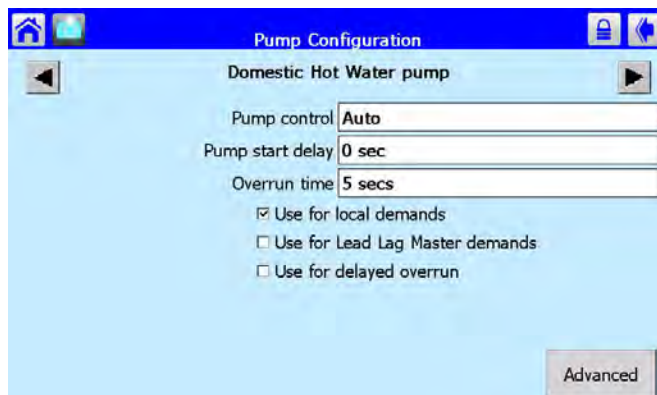 Pump Configuration
Domestic Hot Water pump
Pump control Auto
Pump start delay 0 sec
Overrun time 5 secs
Use for local demands
Use for Lead Lag Master demands
Use for delayed overrun
Advanced